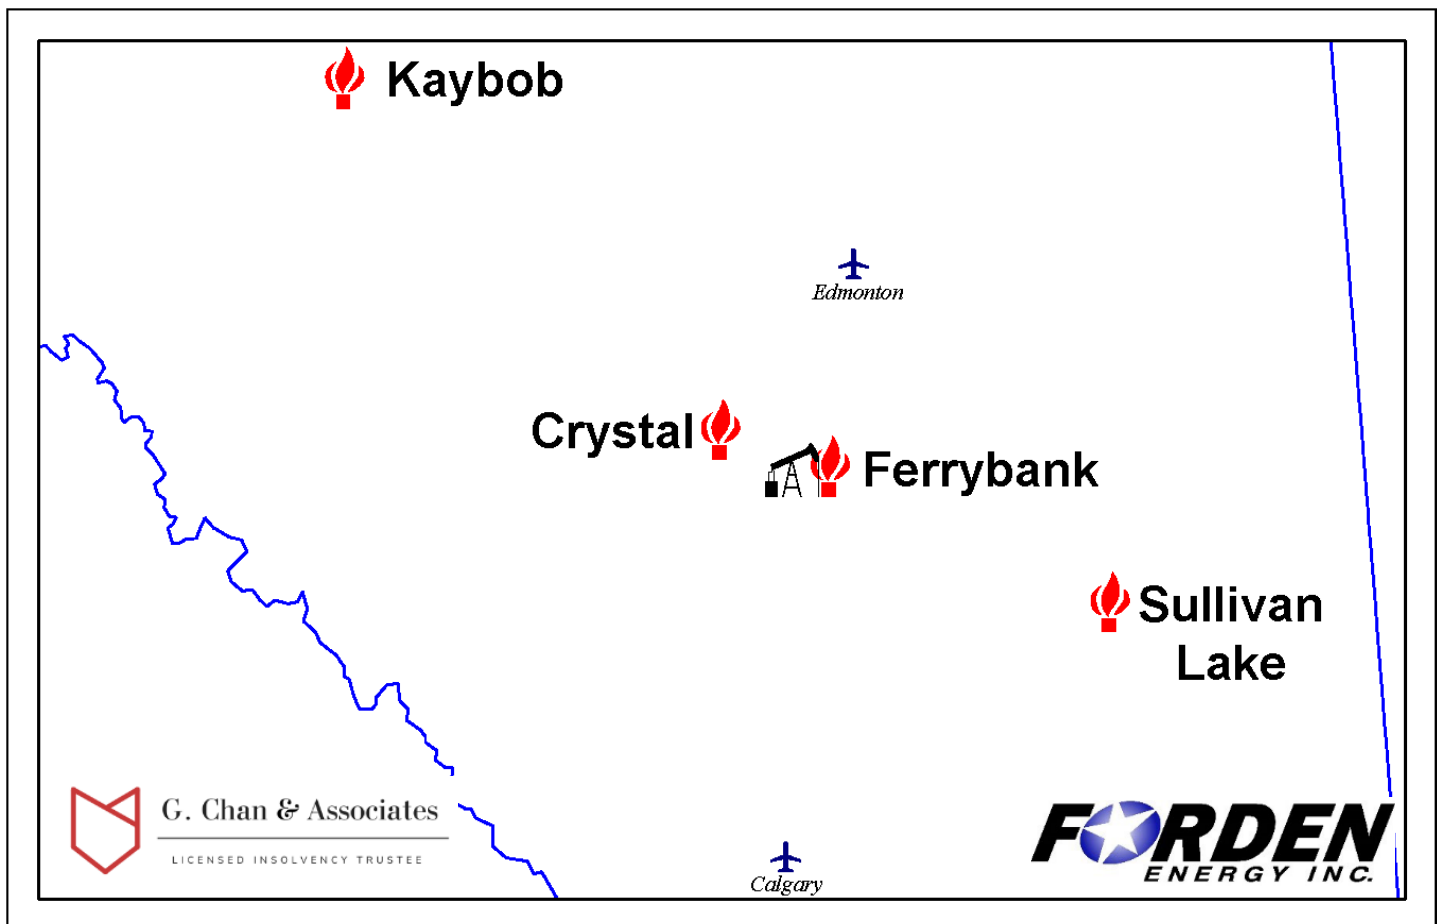 Kaybob
Edmonton
Crystal
Ferrybank
Sullivan
Lake
G. Chan & Associates
LICENSED INSOLVENCY TRUSTEE
FORDEN
ENERGY INC.
Calgary